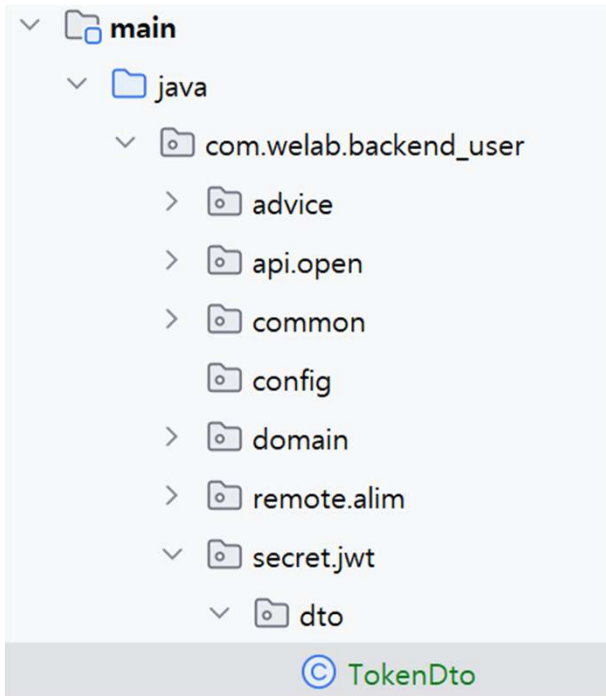 main
java
com.welab.backend_user
advice
api.open
common
config
domain
remote.alim
secret.jwt
dto
TokenDto